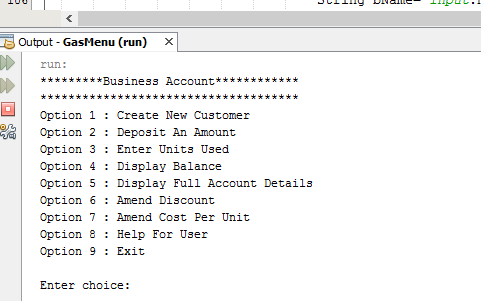 106 String bName= input.
Output - GasMenu (run) ×
run:
*********Business Account************
*************************************
Option 1 : Create New Customer
Option 2 : Deposit An Amount
Option 3 : Enter Units Used
Option 4 : Display Balance
Option 5 : Display Full Account Details
Option 6 : Amend Discount
Option 7 : Amend Cost Per Unit
Option 8 : Help For User
Option 9 : Exit
Enter choice: